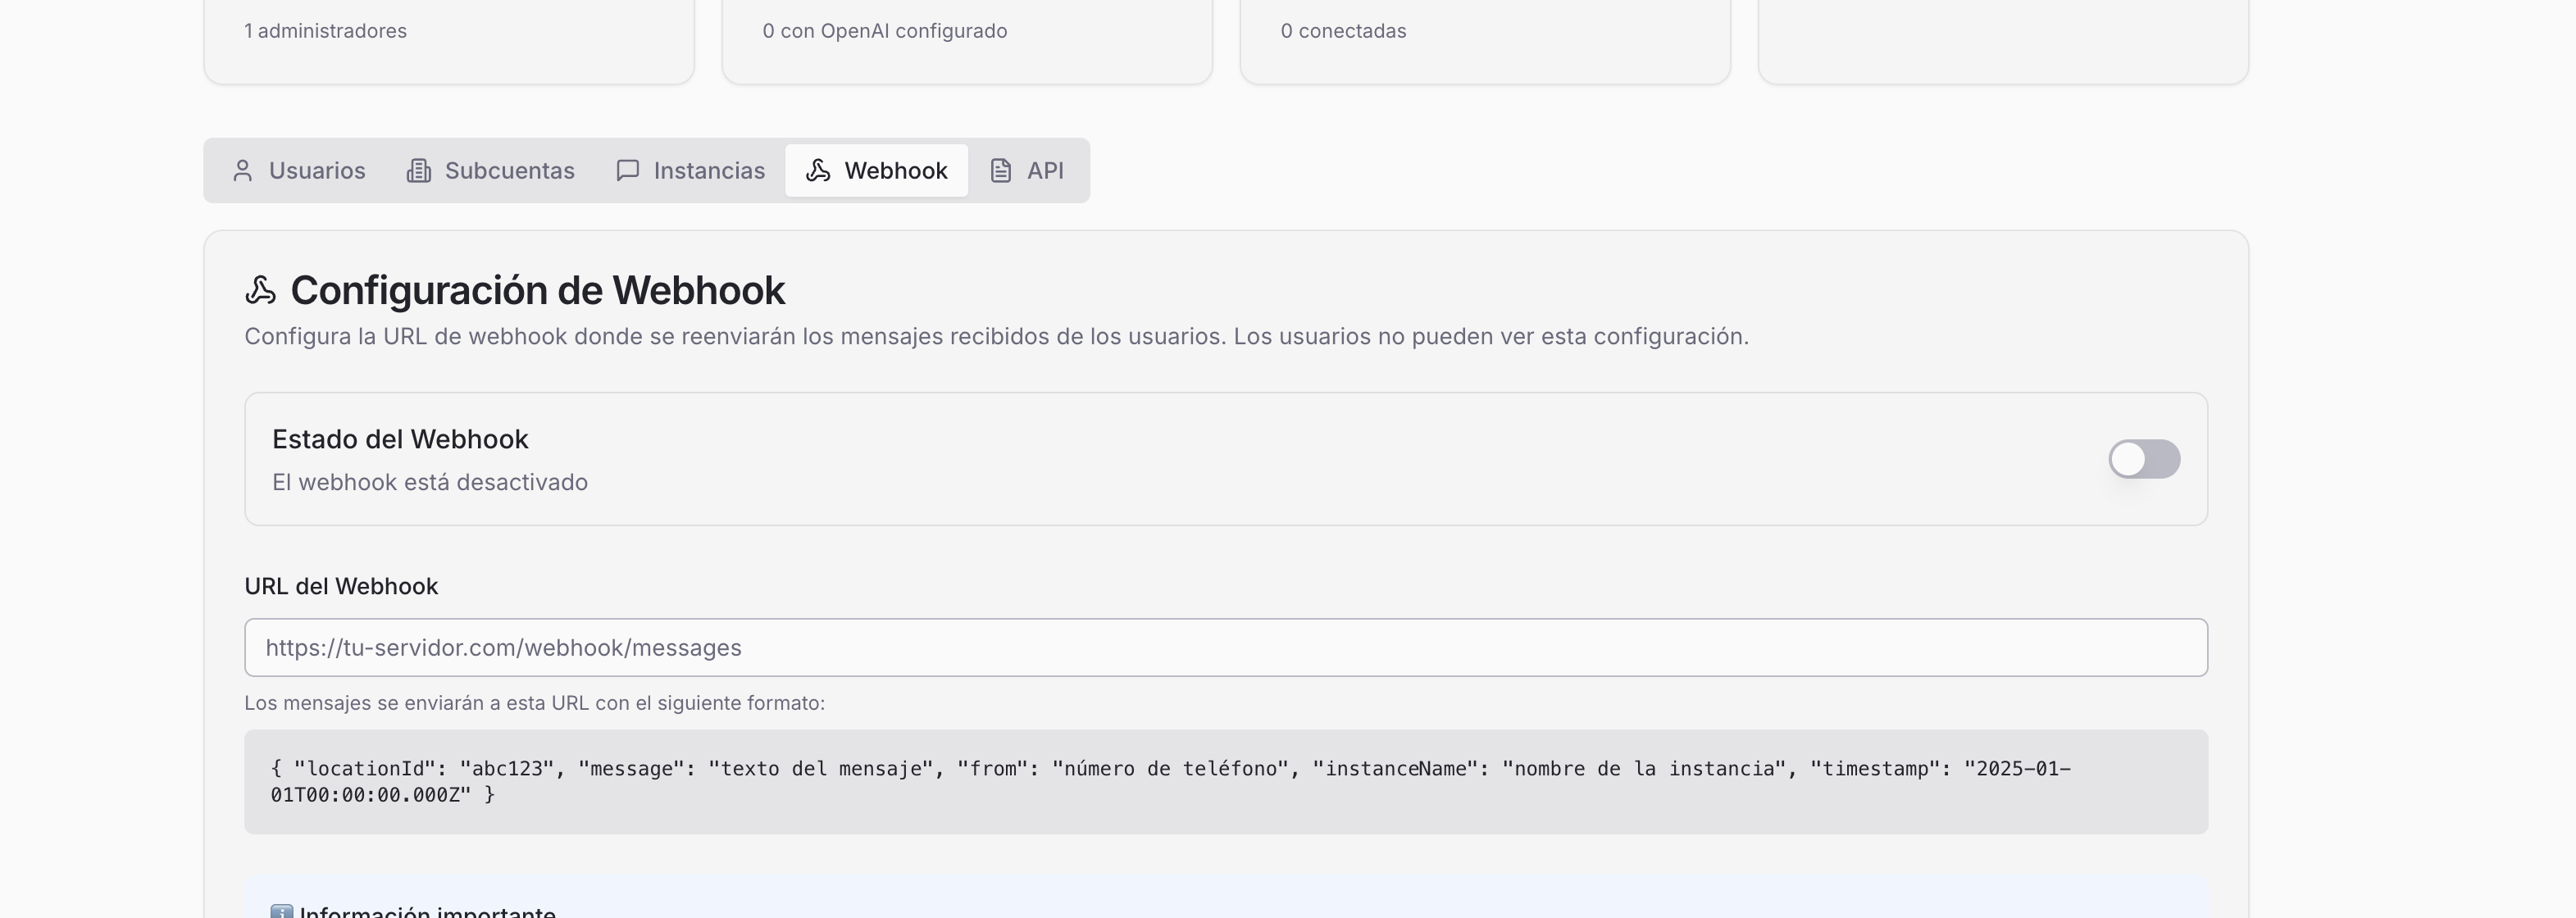 1 administradores
0 con OpenAI configurado
0 conectadas
Usuarios
Subcuentas
Instancias
Webhook
API
Configuración de Webhook
Configura la URL de webhook donde se reenviarán los mensajes recibidos de los usuarios. Los usuarios no pueden ver esta configuración.
Estado del Webhook
El webhook está desactivado
URL del Webhook
https://tu-servidor.com/webhook/messages
Los mensajes se enviarán a esta URL con el siguiente formato:
{ "locationId": "abc123", "message": "texto del mensaje", "from": "número de teléfono", "instanceName": "nombre de la instancia", "timestamp": "2025-01-
01T00:00:00.000Z" }
Información importante